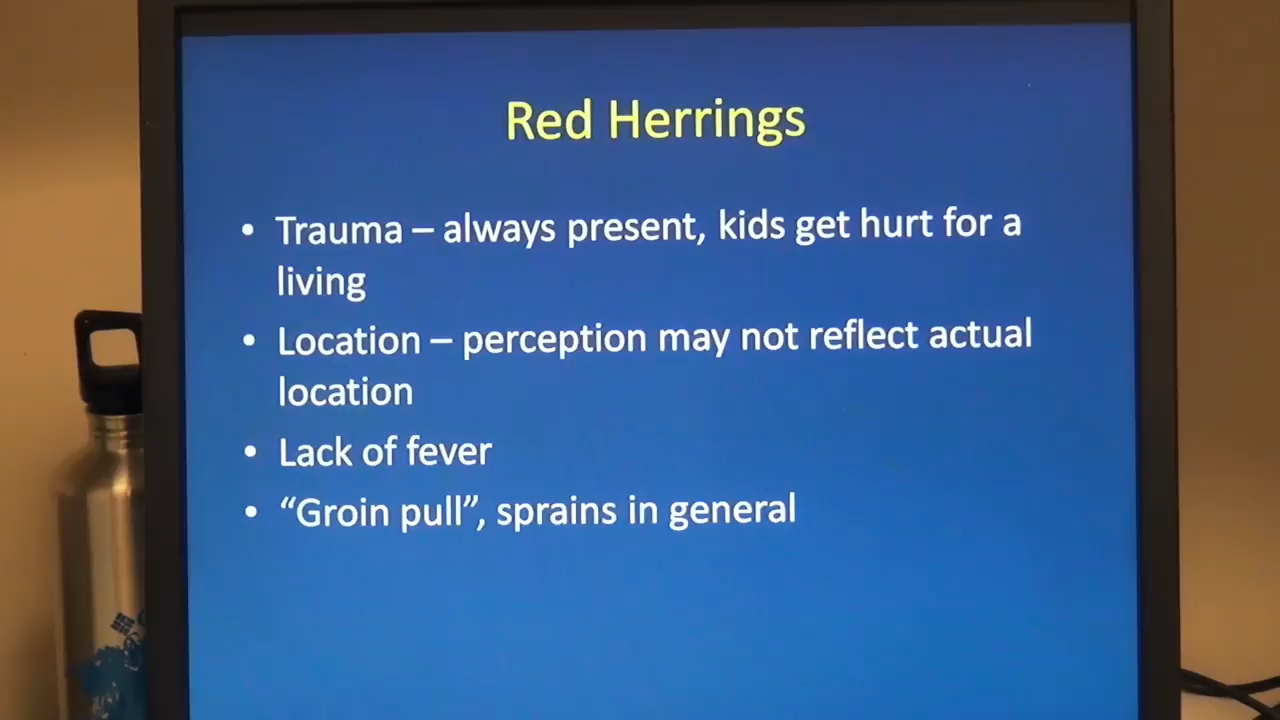 Red Herrings
• Trauma – always present, kids get hurt for a
living
• Location – perception may not reflect actual
location
• Lack of fever
• “Groin pull”, sprains in general